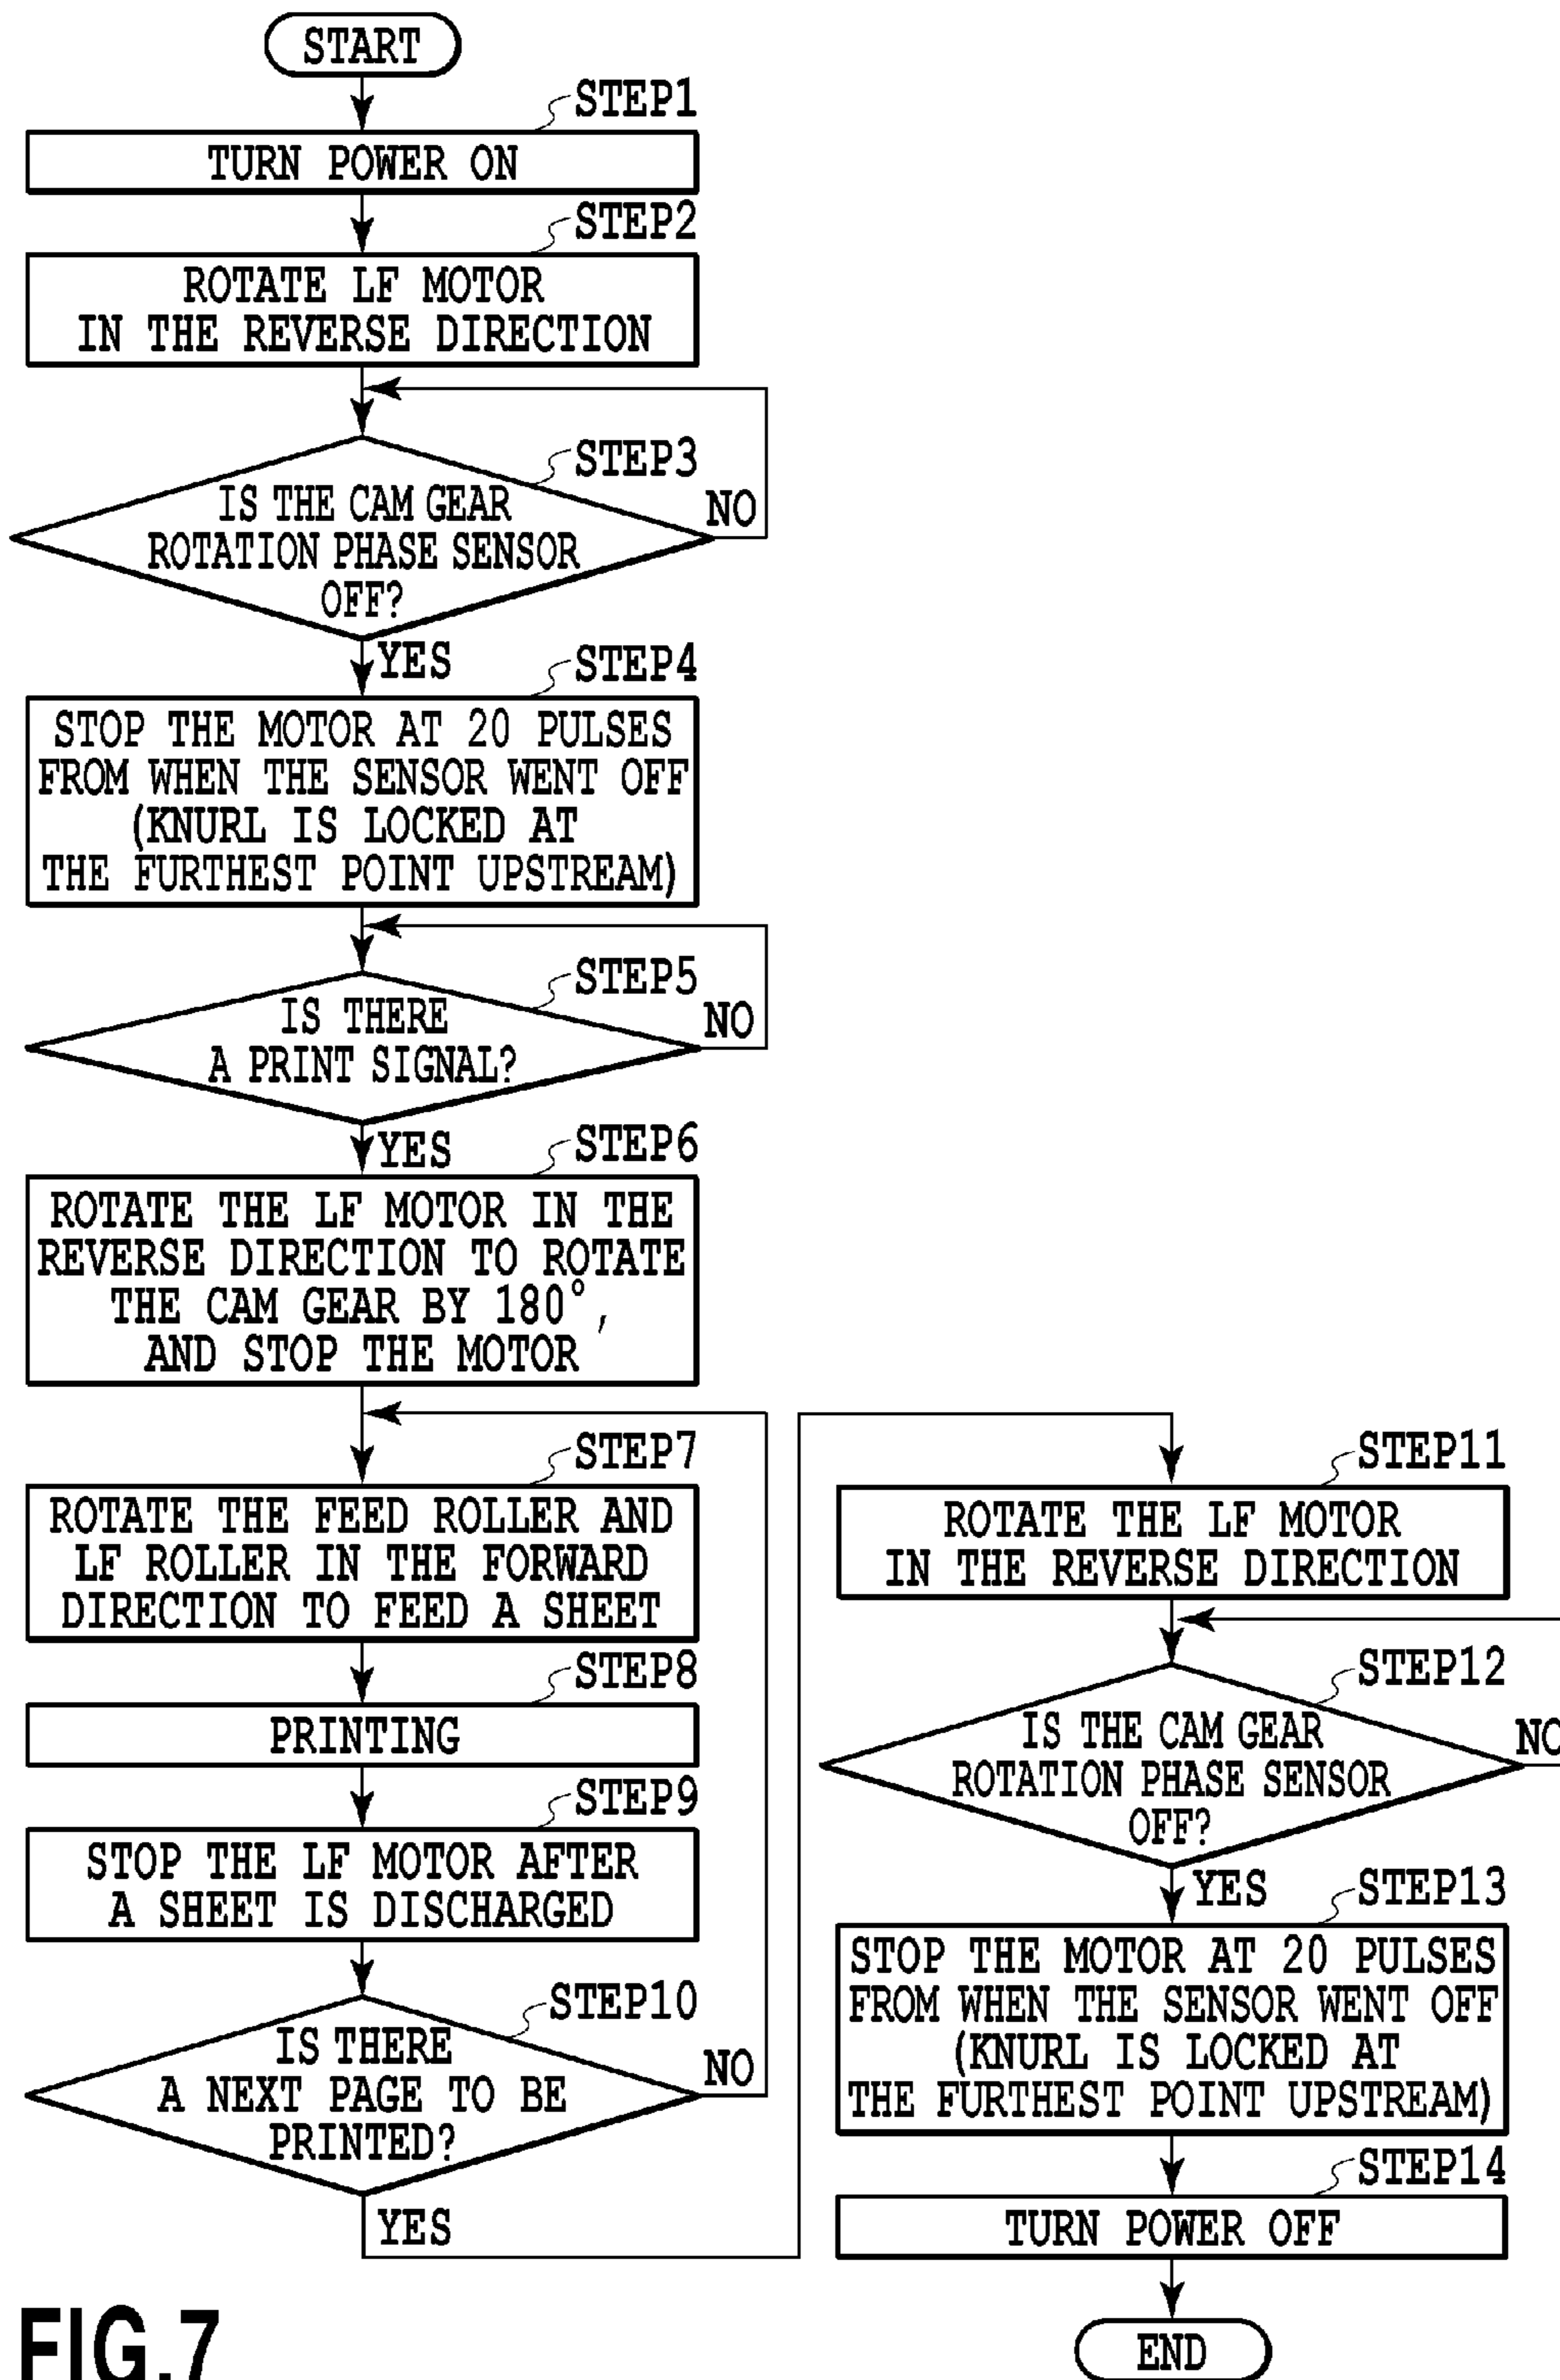 START
STEP1
TURN POWER ON
STEP2
ROTATE LF MOTOR
IN THE REVERSE DIRECTION
STEP3
IS THE CAM GEAR
ROTATION PHASE SENSOR
OFF?
NO
YES
STEP4
STOP THE MOTOR AT 20 PULSES
FROM WHEN THE SENSOR WENT OFF
(KNURL IS LOCKED AT
THE FURTHEST POINT UPSTREAM)
STEP5
IS THERE
A PRINT SIGNAL?
NO
YES
STEP6
ROTATE THE LF MOTOR IN THE
REVERSE DIRECTION TO ROTATE
THE CAM GEAR BY 180°,
AND STOP THE MOTOR
STEP7
ROTATE THE FEED ROLLER AND
LF ROLLER IN THE FORWARD
DIRECTION TO FEED A SHEET
STEP8
PRINTING
STEP9
STOP THE LF MOTOR AFTER
A SHEET IS DISCHARGED
STEP10
IS THERE
A NEXT PAGE TO BE
PRINTED?
NO
YES
STEP11
ROTATE THE LF MOTOR
IN THE REVERSE DIRECTION
STEP12
IS THE CAM GEAR
ROTATION PHASE SENSOR
OFF?
NO
YES
STEP13
STOP THE MOTOR AT 20 PULSES
FROM WHEN THE SENSOR WENT OFF
(KNURL IS LOCKED AT
THE FURTHEST POINT UPSTREAM)
STEP14
TURN POWER OFF
END
FIG.7